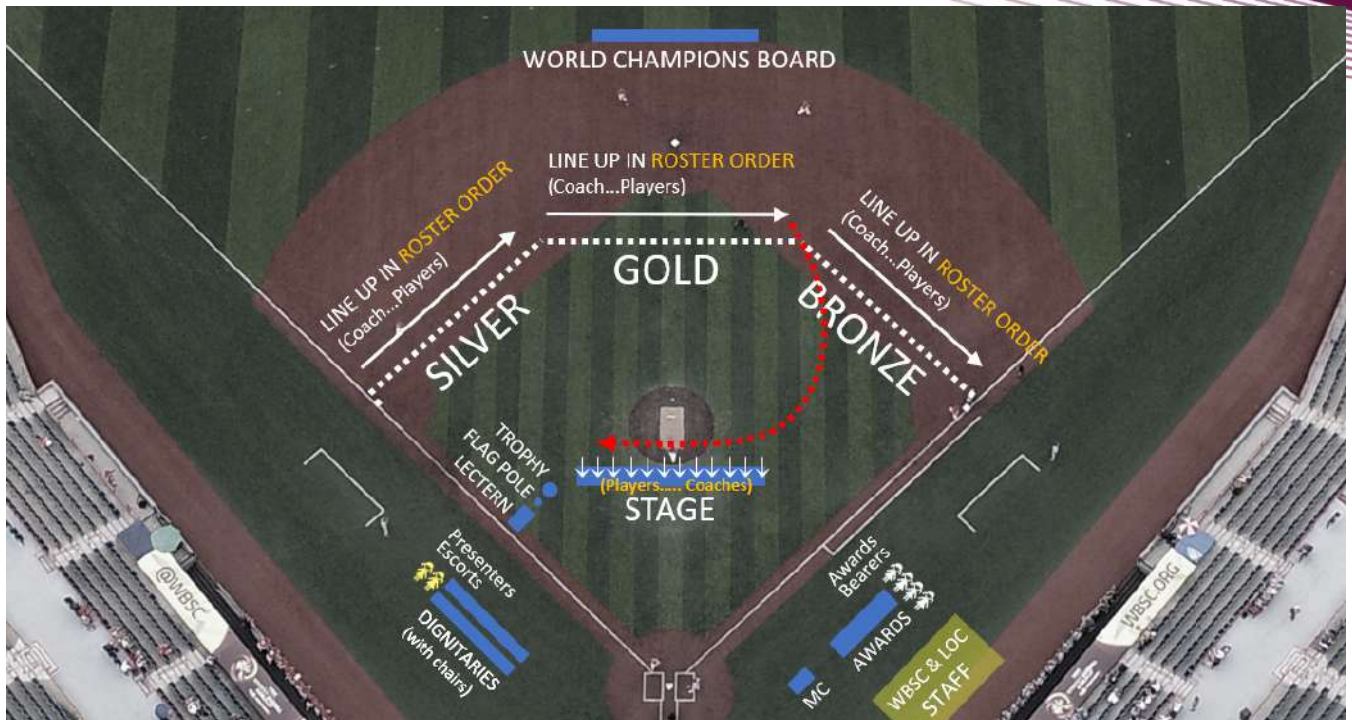 WORLD CHAMPIONS BOARD
LINE UP IN ROSTER ORDER
(Coach...Players)
LINE UP IN ROSTER ORDER
(Coach...Players)
LINE UP IN ROSTER ORDER
(Coach...Players)
GOLD
SILVER
BRONZE
TROPHY
FLAG POLE
LECTERN
(Players..... Coaches)
STAGE
Presenters
Escorts
DIGNITARIES
(with chairs)
Awards
Bearers
AWARDS
MC
WBSC & LOC
STAFF
@WBSC
WBSC.ORG